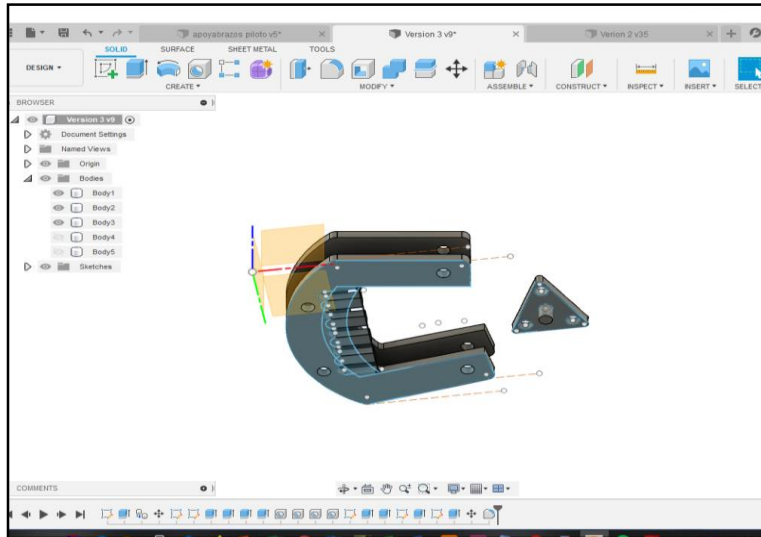 apoyabrazos piloto v5*
Version 3 v9*
Verion 2 v35
SOLID SURFACE SHEET METAL TOOLS
DESIGN
CREATE MODIFY ASSEMBLE CONSTRUCT INSPECT INSERT SELECT
BROWSER
Version 3 v9
Document Settings
Named Views
Origin
Bodies
Body1
Body2
Body3
Body4
Body5
Sketches
COMMENTS